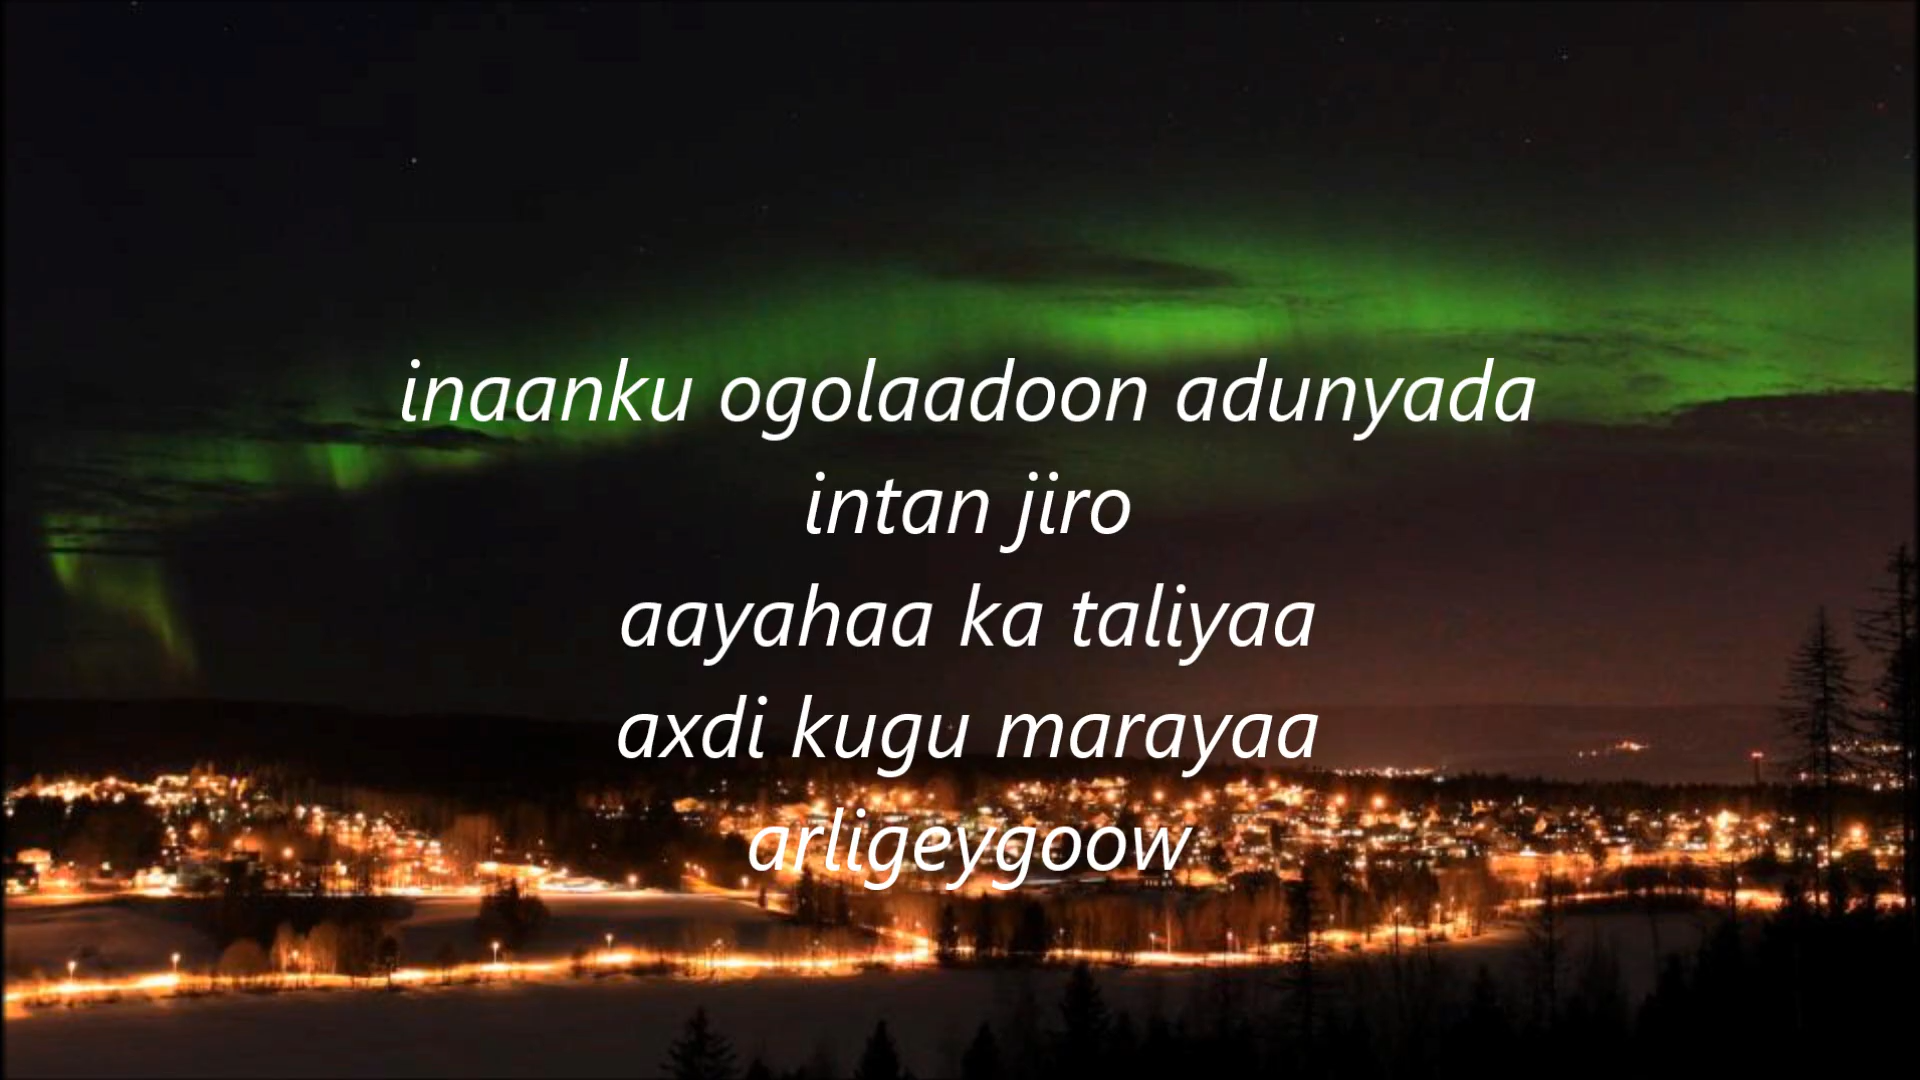 inaanku ogolaadoon adunyada
intan jiro
aayahaa ka taliyaa
axdi kugu marayaa
arligeygoow